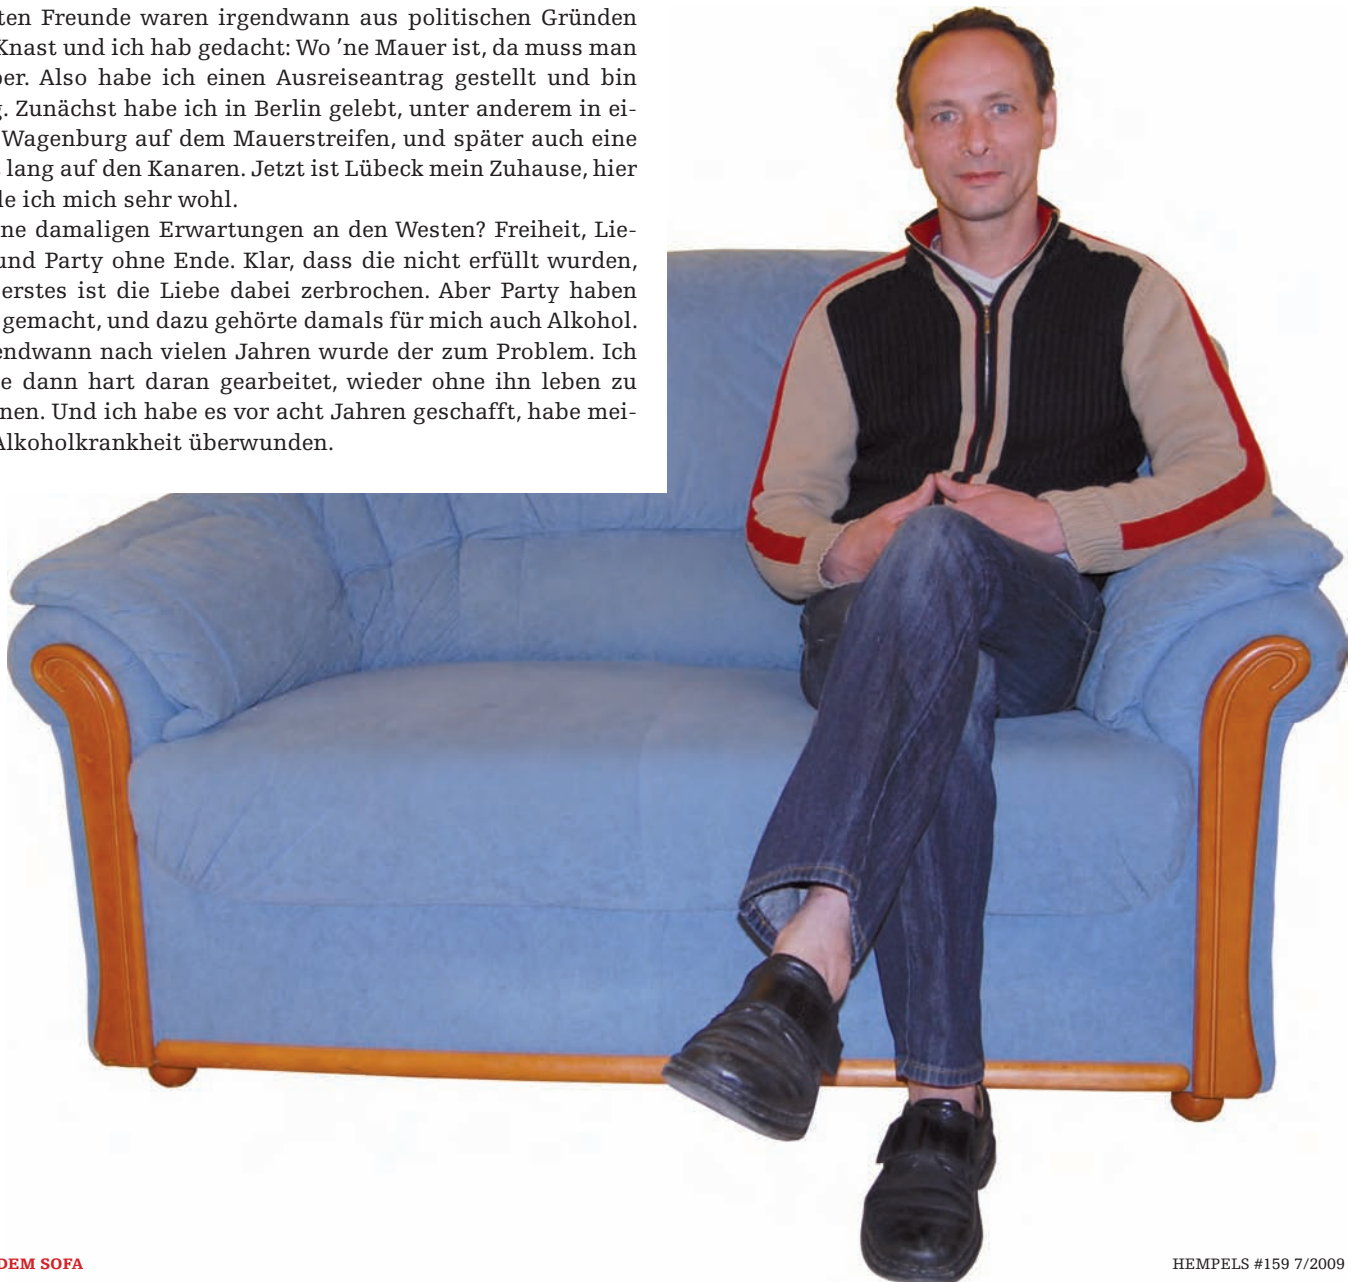 ten Freunde waren irgendwann aus politischen Gründen
Knast und ich hab gedacht: Wo ’ne Mauer ist, da muss man
ber. Also habe ich einen Ausreiseantrag gestellt und bin
g. Zunächst habe ich in Berlin gelebt, unter anderem in ei-
Wagenburg auf dem Mauerstreifen, und später auch eine
lang auf den Kanaren. Jetzt ist Lübeck mein Zuhause, hier
le ich mich sehr wohl.
ne damaligen Erwartungen an den Westen? Freiheit, Lie-
und Party ohne Ende. Klar, dass die nicht erfüllt wurden,
erstes ist die Liebe dabei zerbrochen. Aber Party haben
gemacht, und dazu gehörte damals für mich auch Alkohol.
endwann nach vielen Jahren wurde der zum Problem. Ich
e dann hart daran gearbeitet, wieder ohne ihn leben zu
nen. Und ich habe es vor acht Jahren geschafft, habe mei-
Alkoholkrankheit überwunden.
DEM SOFA
HEMPELS #159 7/2009